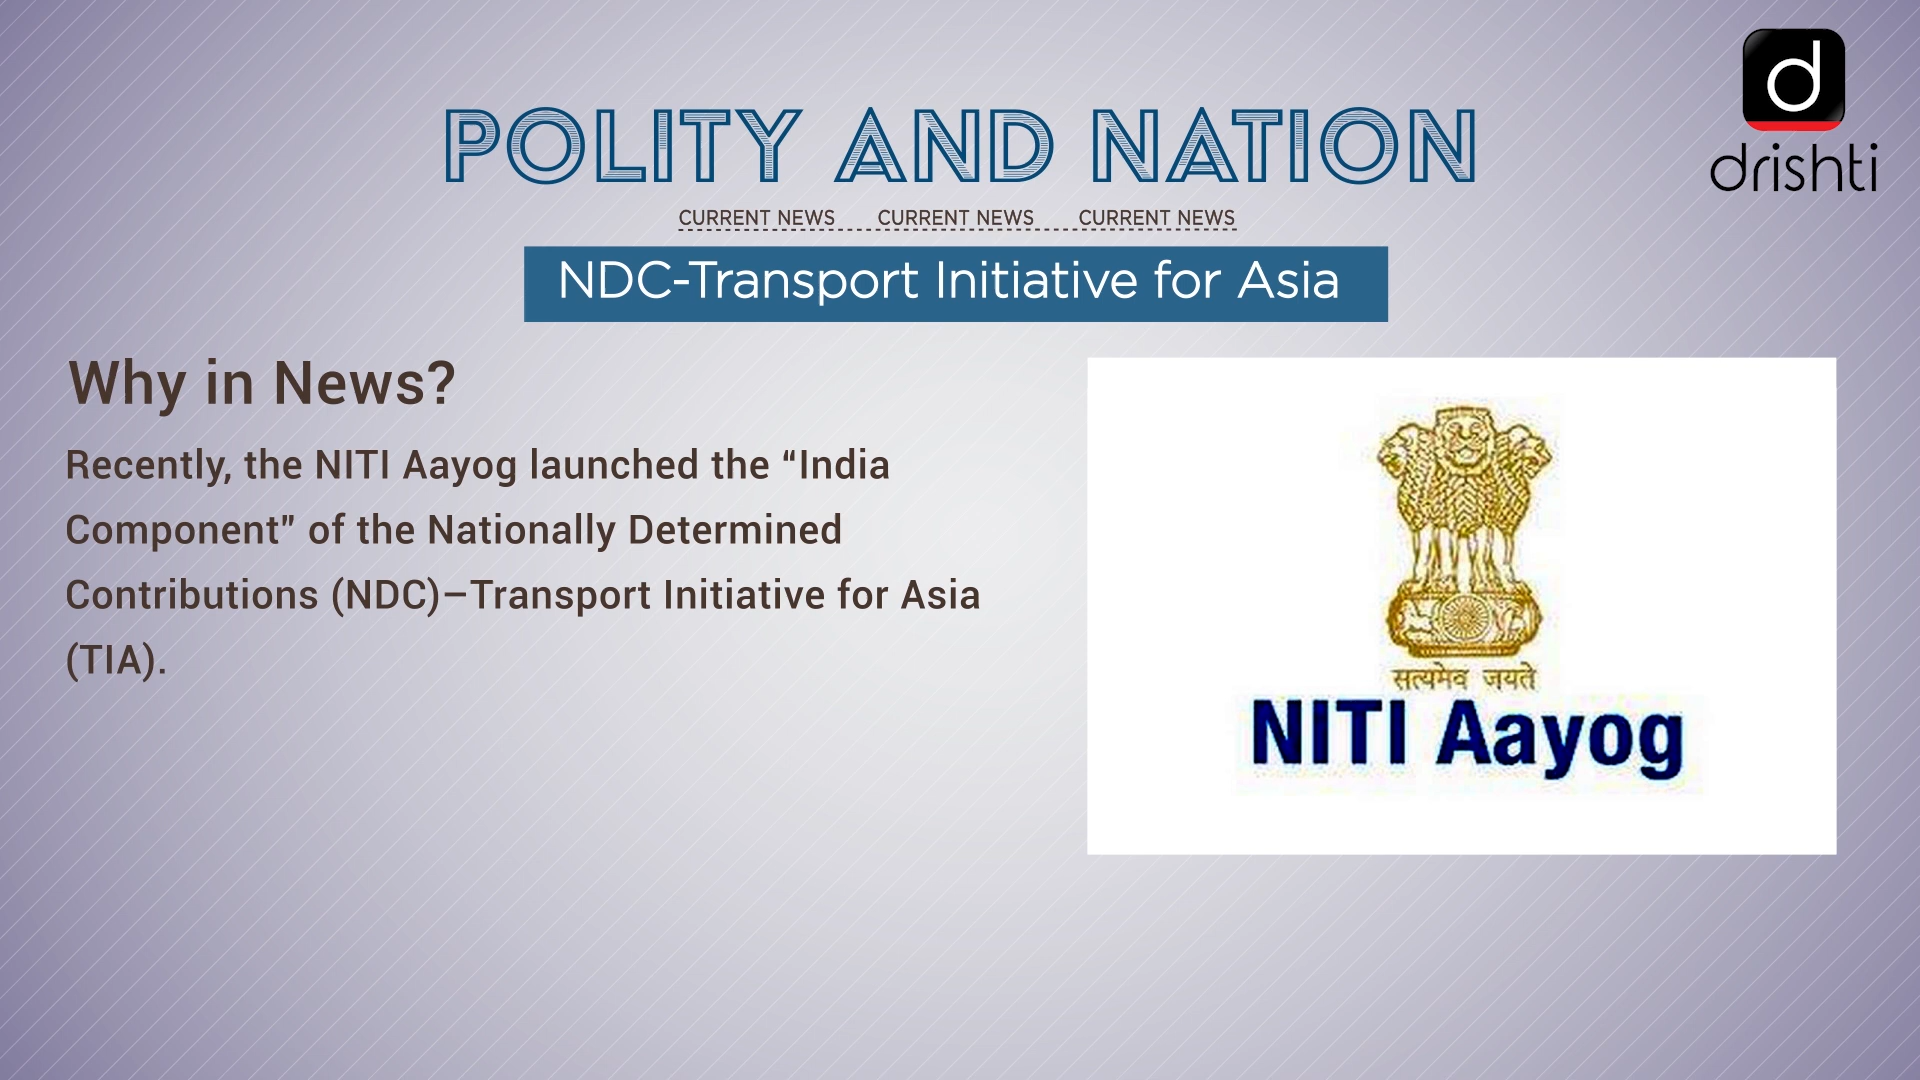 d
drishti
POLITY AND NATION
CURRENT NEWS CURRENT NEWS CURRENT NEWS
NDC-Transport Initiative for Asia
Why in News?
Recently, the NITI Aayog launched the “India
Component" of the Nationally Determined
Contributions (NDC)–Transport Initiative for Asia
(TIA).
सत्यमेव जयते
NITI Aayog